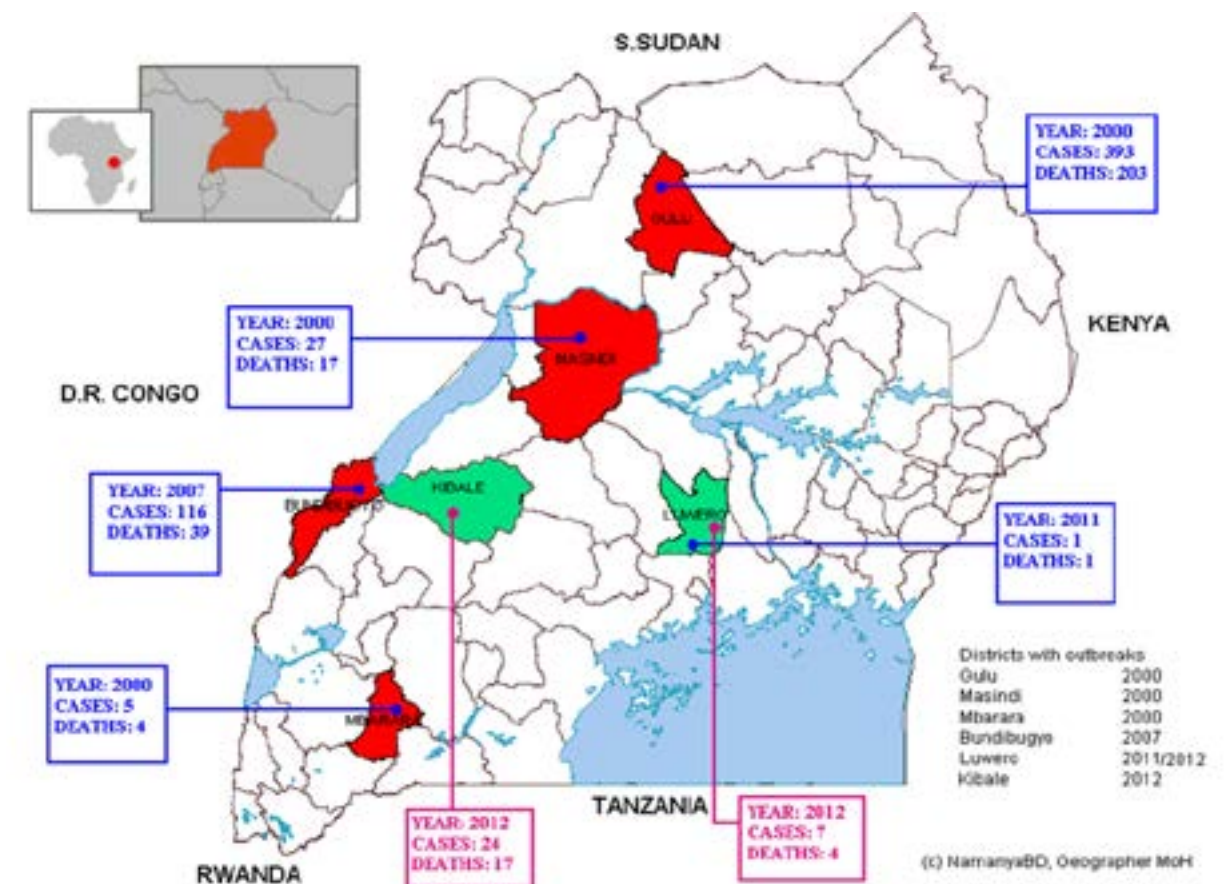 S.SUDAN
YEAR: 2000
CASES: 393
DEATHS: 203
GULU
YEAR: 2000
CASES: 27
DEATHS: 17
MASINDI
KENYA
D.R. CONGO
YEAR: 2007
CASES: 116
DEATHS: 39
BUNDIBUGYO
KIBALE
LUWERO
YEAR: 2011
CASES: 1
DEATHS: 1
YEAR: 2000
CASES: 5
DEATHS: 4
MBARARA
Districts with outbreaks
Gulu 2000
Masindi 2000
Mbarara 2000
Bundibugyo 2007
Luwero 2011/2012
Kibale 2012
TANZANIA
YEAR: 2012
CASES: 24
DEATHS: 17
YEAR: 2012
CASES: 7
DEATHS: 4
RWANDA
(c) NamanyaBD, Geographer MoH